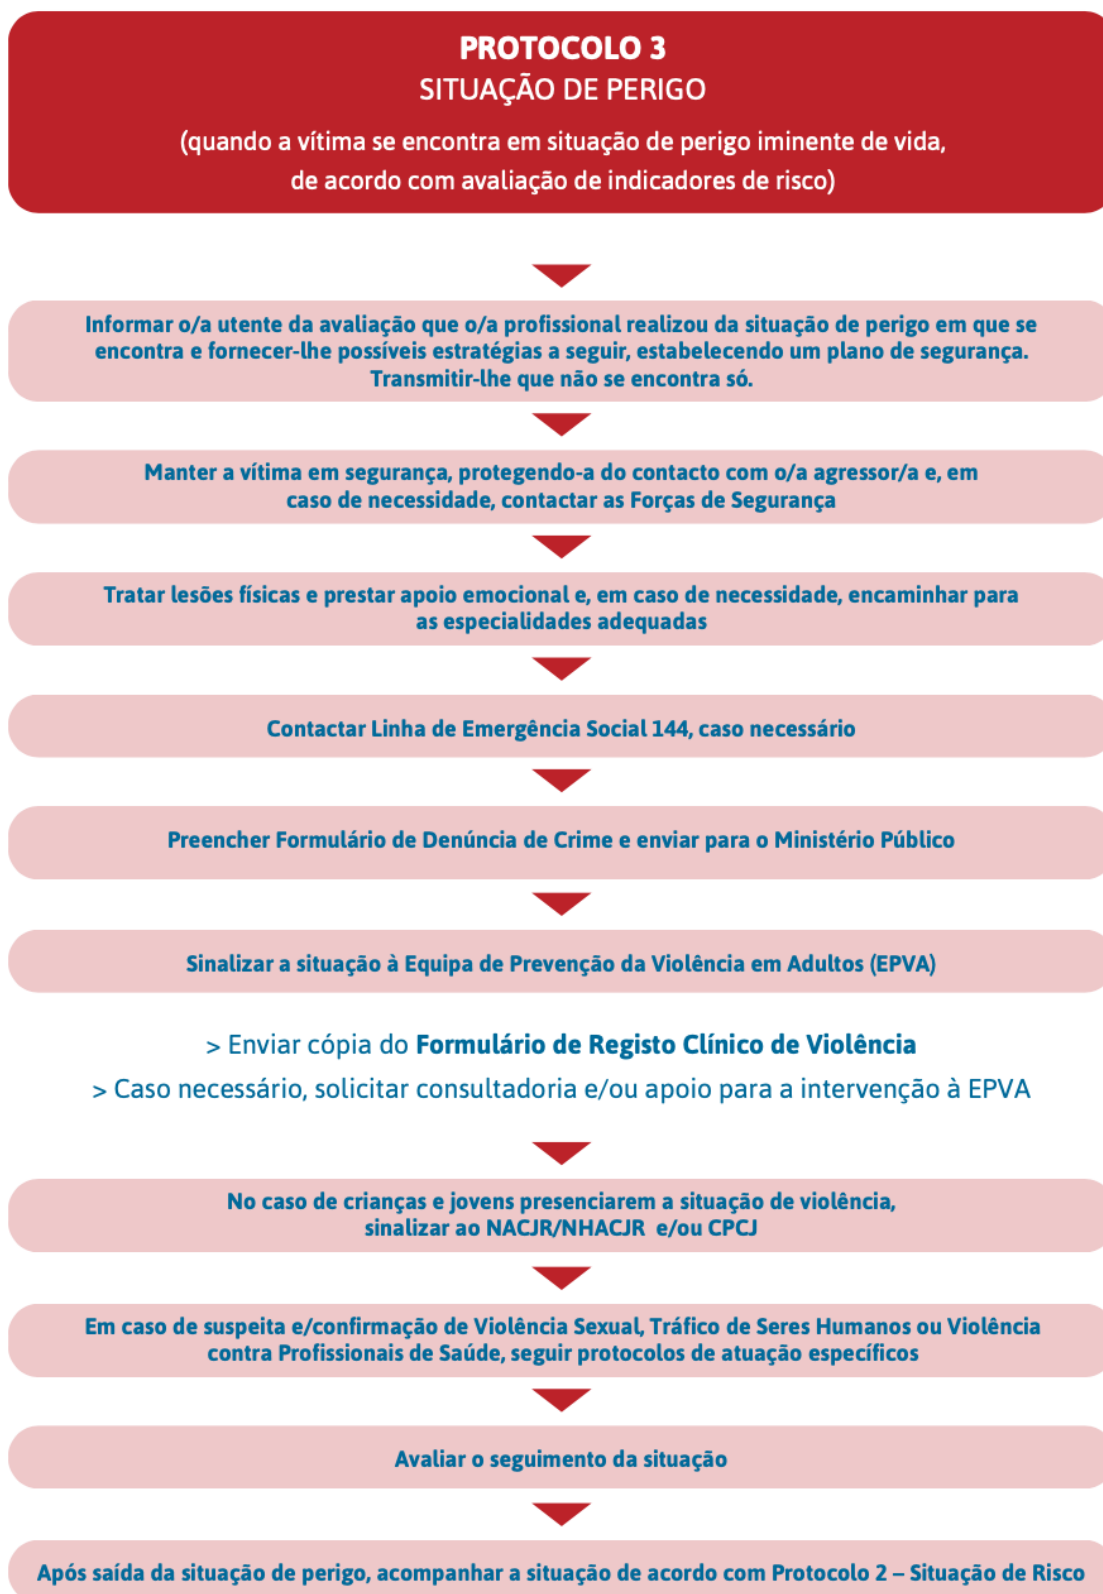 PROTOCOLO 3
SITUAÇÃO DE PERIGO
(quando a vítima se encontra em situação de perigo iminente de vida,
de acordo com avaliação de indicadores de risco)
Informar o/a utente da avaliação que o/a profissional realizou da situação de perigo em que se
encontra e fornecer-lhe possíveis estratégias a seguir, estabelecendo um plano de segurança.
Transmitir-lhe que não se encontra só.
Manter a vítima em segurança, protegendo-a do contacto com o/a agressor/a e, em
caso de necessidade, contactar as Forças de Segurança
Tratar lesões físicas e prestar apoio emocional e, em caso de necessidade, encaminhar para
as especialidades adequadas
Contactar Linha de Emergência Social 144, caso necessário
Preencher Formulário de Denúncia de Crime e enviar para o Ministério Público
Sinalizar a situação à Equipa de Prevenção da Violência em Adultos (EPVA)
> Enviar cópia do Formulário de Registo Clínico de Violência
> Caso necessário, solicitar consultadoria e/ou apoio para a intervenção à EPVA
No caso de crianças e jovens presenciarem a situação de violência,
sinalizar ao NACJR/NHACJR e/ou CPCJ
Em caso de suspeita e/confirmação de Violência Sexual, Tráfico de Seres Humanos ou Violência
contra Profissionais de Saúde, seguir protocolos de atuação específicos
Avaliar o seguimento da situação
Após saída da situação de perigo, acompanhar a situação de acordo com Protocolo 2 – Situação de Risco